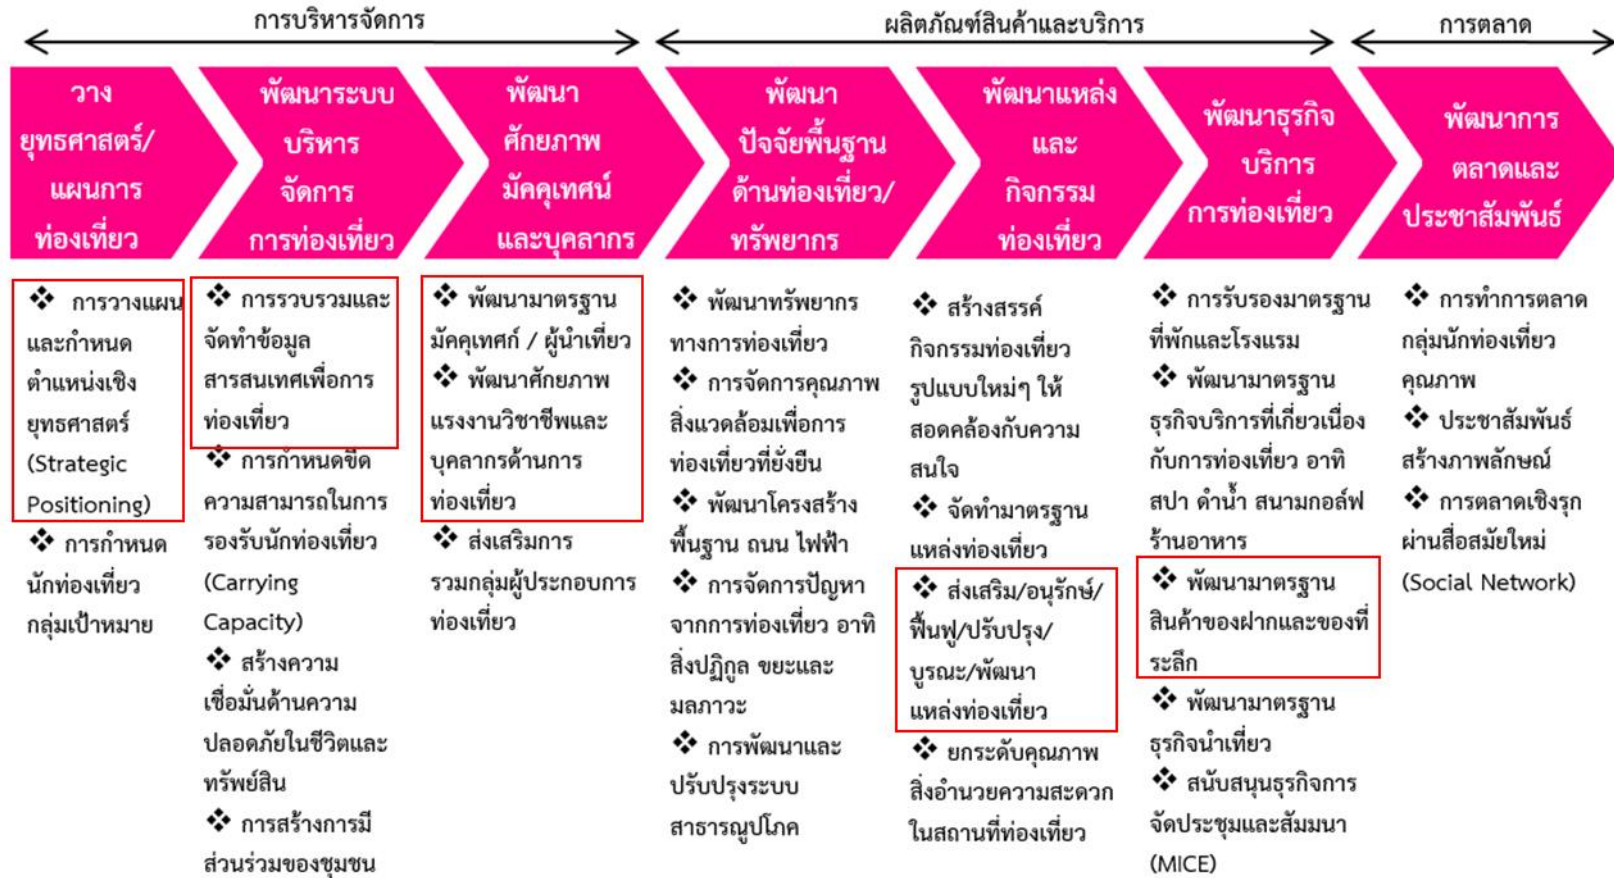 การบริหารจัดการ
ผลิตภัณฑ์สินค้าและบริการ
การตลาด
วาง
ยุทธศาสตร์/
แผนการ
ท่องเที่ยว
พัฒนาระบบ
บริหาร
จัดการ
การท่องเที่ยว
พัฒนา
ศักยภาพ
มัคคุเทศน์
และบุคลากร
พัฒนา
ปัจจัยพื้นฐาน
ด้านท่องเที่ยว/
ทรัพยากร
พัฒนาแหล่ง
และ
กิจกรรม
ท่องเที่ยว
พัฒนาธุรกิจ
บริการ
การท่องเที่ยว
พัฒนาการ
ตลาดและ
ประชาสัมพันธ์
❖ การวางแผน
และกำหนด
ตำแหน่งเชิง
ยุทธศาสตร์
(Strategic
Positioning)
❖ การกำหนด
นักท่องเที่ยว
กลุ่มเป้าหมาย
❖ การรวบรวมและ
จัดทำข้อมูล
สารสนเทศเพื่อการ
ท่องเที่ยว
❖ การกำหนดขีด
ความสามารถในการ
รองรับนักท่องเที่ยว
(Carrying
Capacity)
❖ สร้างความ
เชื่อมั่นด้านความ
ปลอดภัยในชีวิตและ
ทรัพย์สิน
❖ การสร้างการมี
ส่วนร่วมของชุมชน
❖ พัฒนามาตรฐาน
มัคคุเทศก์ / ผู้นำเที่ยว
❖ พัฒนาศักยภาพ
แรงงานวิชาชีพและ
บุคลากรด้านการ
ท่องเที่ยว
❖ ส่งเสริมการ
รวมกลุ่มผู้ประกอบการ
ท่องเที่ยว
❖ พัฒนาทรัพยากร
ทางการท่องเที่ยว
❖ การจัดการคุณภาพ
สิ่งแวดล้อมเพื่อการ
ท่องเที่ยวที่ยั่งยืน
❖ พัฒนาโครงสร้าง
พื้นฐาน ถนน ไฟฟ้า
❖ การจัดการปัญหา
จากการท่องเที่ยว อาทิ
สิ่งปฏิกูล ขยะและ
มลภาวะ
❖ การพัฒนาและ
ปรับปรุงระบบ
สาธารณูปโภค
❖ สร้างสรรค์
กิจกรรมท่องเที่ยว
รูปแบบใหม่ๆ ให้
สอดคล้องกับความ
สนใจ
❖ จัดทำมาตรฐาน
แหล่งท่องเที่ยว
❖ ส่งเสริม/อนุรักษ์/
ฟื้นฟู/ปรับปรุง/
บูรณะ/พัฒนา
แหล่งท่องเที่ยว
❖ ยกระดับคุณภาพ
สิ่งอำนวยความสะดวก
ในสถานที่ท่องเที่ยว
❖ การรับรองมาตรฐาน
ที่พักและโรงแรม
❖ พัฒนามาตรฐาน
ธุรกิจบริการที่เกี่ยวเนื่อง
กับการท่องเที่ยว อาทิ
สปา ดำน้ำ สนามกอล์ฟ
ร้านอาหาร
❖ พัฒนามาตรฐาน
สินค้าของฝากและของที่
ระลึก
❖ พัฒนามาตรฐาน
ธุรกิจนำเที่ยว
❖ สนับสนุนธุรกิจการ
จัดประชุมและสัมมนา
(MICE)
❖ การทำการตลาด
กลุ่มนักท่องเที่ยว
คุณภาพ
❖ ประชาสัมพันธ์
สร้างภาพลักษณ์
❖ การตลาดเชิงรุก
ผ่านสื่อสมัยใหม่
(Social Network)